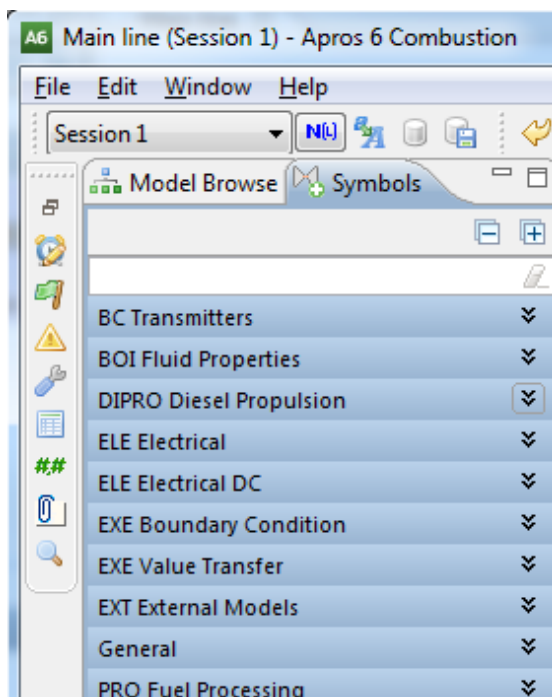 A6 Main line (Session 1) - Apros 6 Combustion
File Edit Window Help
Session 1 N(L)
Model Browse Symbols
BC Transmitters
BOI Fluid Properties
DIPRO Diesel Propulsion
ELE Electrical
ELE Electrical DC
EXE Boundary Condition
EXE Value Transfer
#.#
EXT External Models
General
PRO Fuel Processing